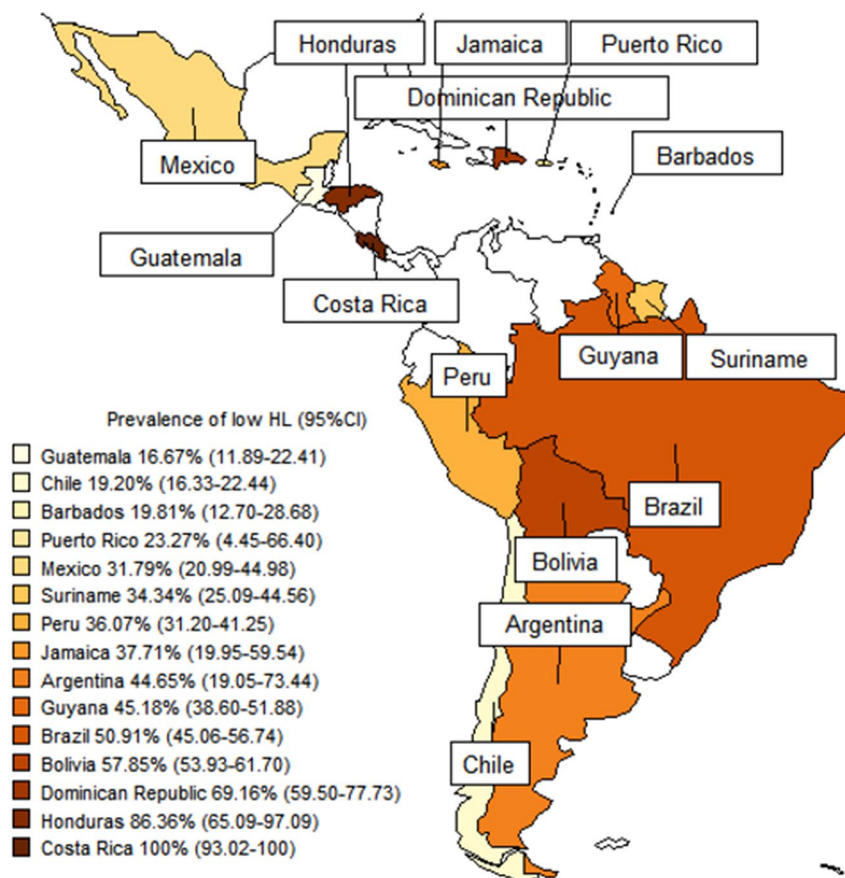 Honduras
Jamaica
Puerto Rico
Dominican Republic
Mexico
Barbados
Guatemala
Costa Rica
Guyana
Suriname
Peru
Brazil
Bolivia
Argentina
Chile
Prevalence of low HL (95%CI)
Guatemala 16.67% (11.89-22.41)
Chile 19.20% (16.33-22.44)
Barbados 19.81% (12.70-28.68)
Puerto Rico 23.27% (4.45-66.40)
Mexico 31.79% (20.99-44.98)
Suriname 34.34% (25.09-44.56)
Peru 36.07% (31.20-41.25)
Jamaica 37.71% (19.95-59.54)
Argentina 44.65% (19.05-73.44)
Guyana 45.18% (38.60-51.88)
Brazil 50.91% (45.06-56.74)
Bolivia 57.85% (53.93-61.70)
Dominican Republic 69.16% (59.50-77.73)
Honduras 86.36% (65.09-97.09)
Costa Rica 100% (93.02-100)